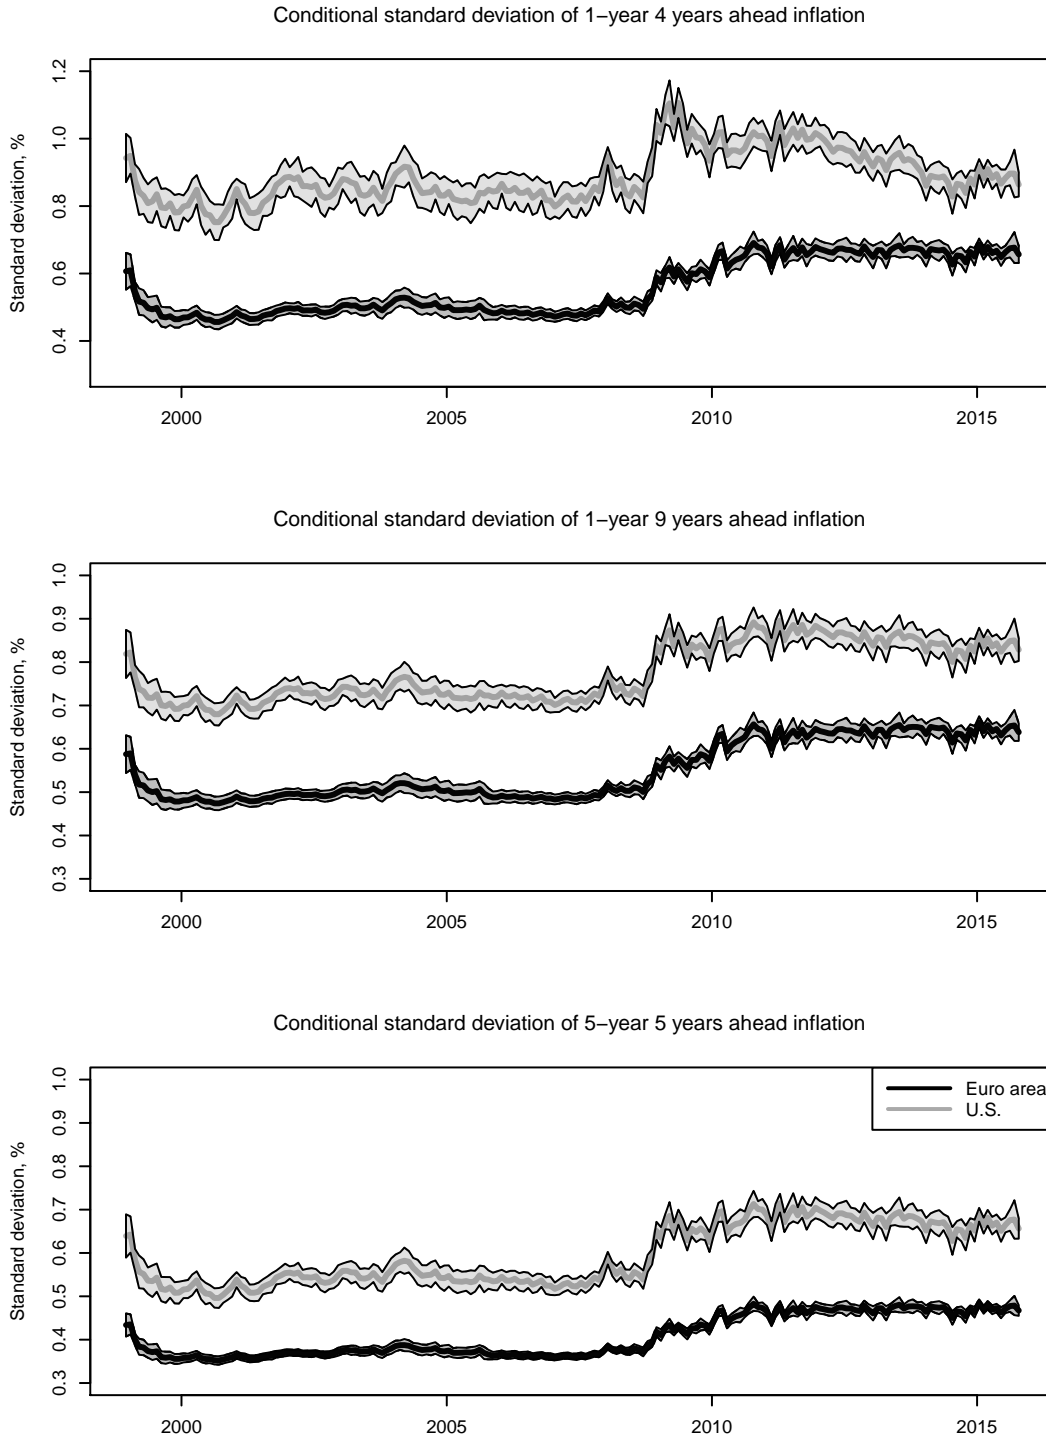 Conditional standard deviation of 1−year 4 years ahead inflation
Standard deviation, %
1.2
1.0
0.8
0.6
0.4
2000 2005 2010 2015
Conditional standard deviation of 1−year 9 years ahead inflation
Standard deviation, %
1.0
0.9
0.8
0.7
0.6
0.5
0.4
0.3
2000 2005 2010 2015
Conditional standard deviation of 5−year 5 years ahead inflation
Standard deviation, %
1.0
0.9
0.8
0.7
0.6
0.5
0.4
0.3
Euro area
U.S.
2000 2005 2010 2015